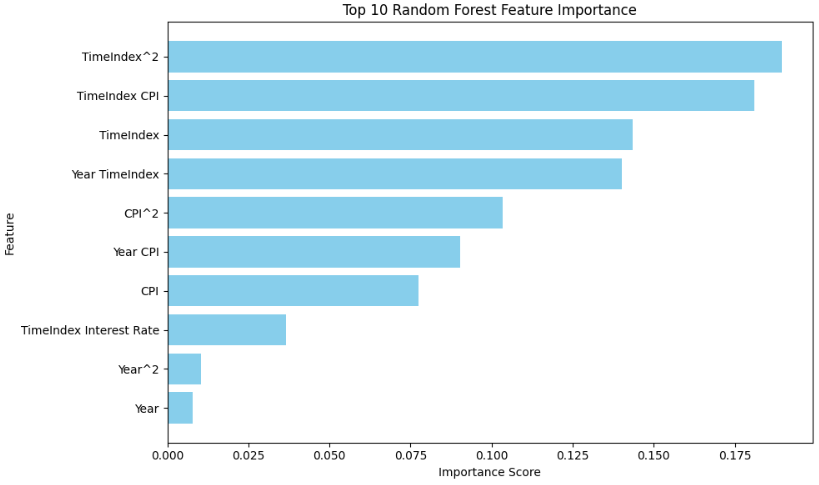 Top 10 Random Forest Feature Importance
Feature
TimeIndex^2
TimeIndex CPI
TimeIndex
Year TimeIndex
CPI^2
Year CPI
CPI
TimeIndex Interest Rate
Year^2
Year
0.000 0.025 0.050 0.075 0.100 0.125 0.150 0.175
Importance Score